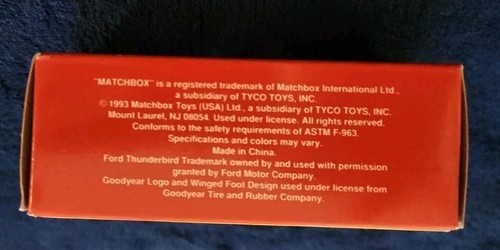 "MATCHBOX" is a registered trademark of Matchbox International Ltd.,
a subsidiary of TYCO TOYS, INC.
© 1993 Matchbox Toys (USA) Ltd., a subsidiary of TYCO TOYS, INC.
Mount Laurel, NJ 08054. Used under license. All rights reserved.
Conforms to the safety requirements of ASTM F-963.
Specifications and colors may vary.
Made in China.
Ford Thunderbird Trademark owned by and used with permission
granted by Ford Motor Company.
Goodyear Logo and Winged Foot Design used under license from
Goodyear Tire and Rubber Company.